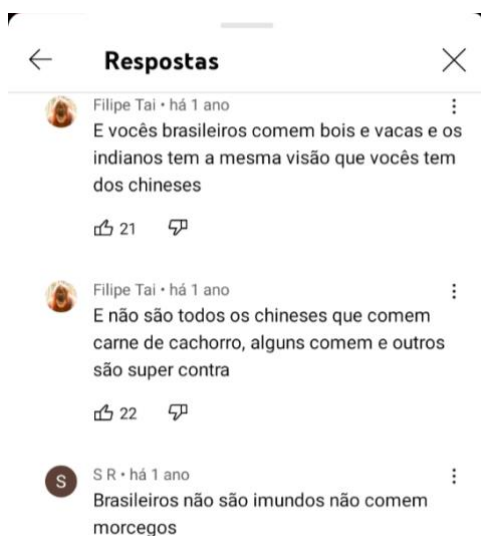 Respostas
Filipe Tai • há 1 ano
E vocês brasileiros comem bois e vacas e os
indianos tem a mesma visão que vocês tem
dos chineses
21
Filipe Tai • há 1 ano
E não são todos os chineses que comem
carne de cachorro, alguns comem e outros
são super contra
22
S
S R • há 1 ano
Brasileiros não são imundos não comem
morcegos